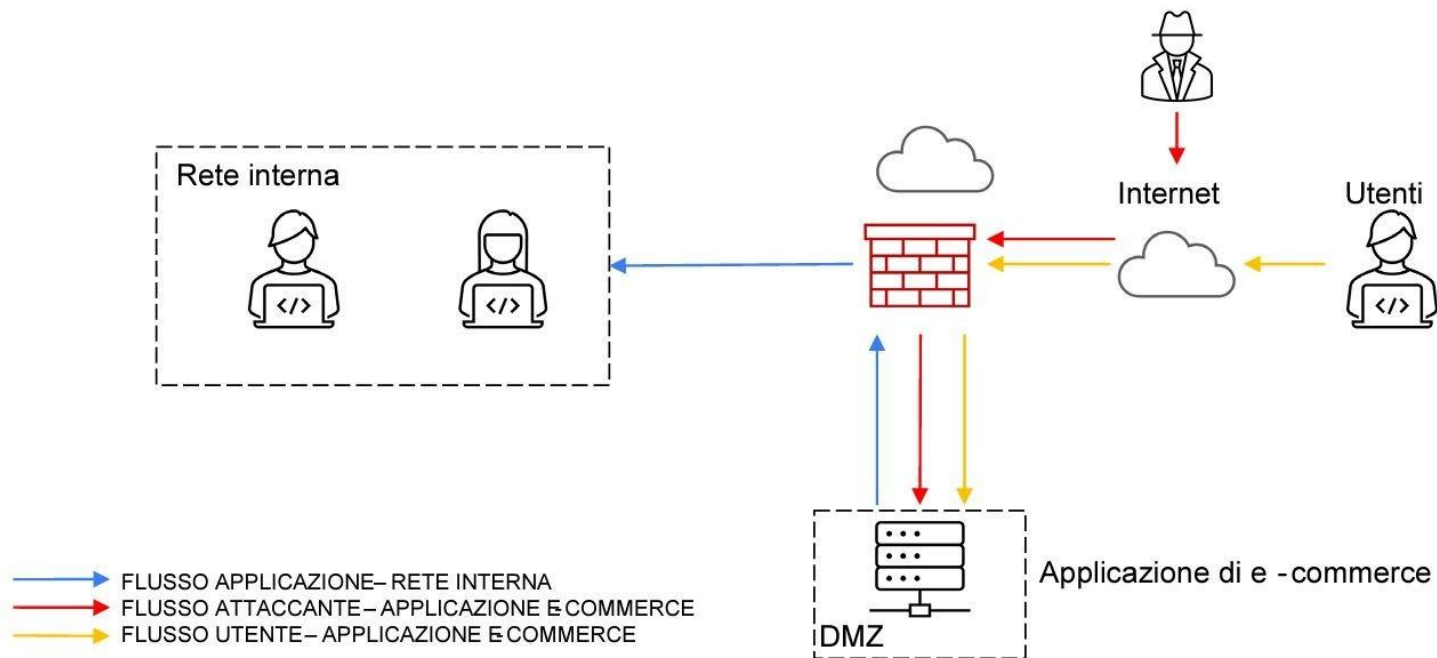 Rete interna
Internet
Utenti
</>
</>
</>
Applicazione di e -commerce
DMZ
FLUSSO APPLICAZIONE– RETE INTERNA
FLUSSO ATTACCANTE – APPLICAZIONE E-COMMERCE
FLUSSO UTENTE– APPLICAZIONE E-COMMERCE